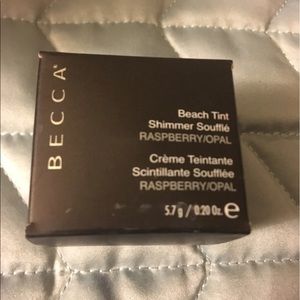 BECCA®
Beach Tint
Shimmer Soufflé
RASPBERRY/OPAL
Crème Teintante
Scintillante Soufflée
RASPBERRY/OPAL
5.7 g / 0.20 Oz. ℮